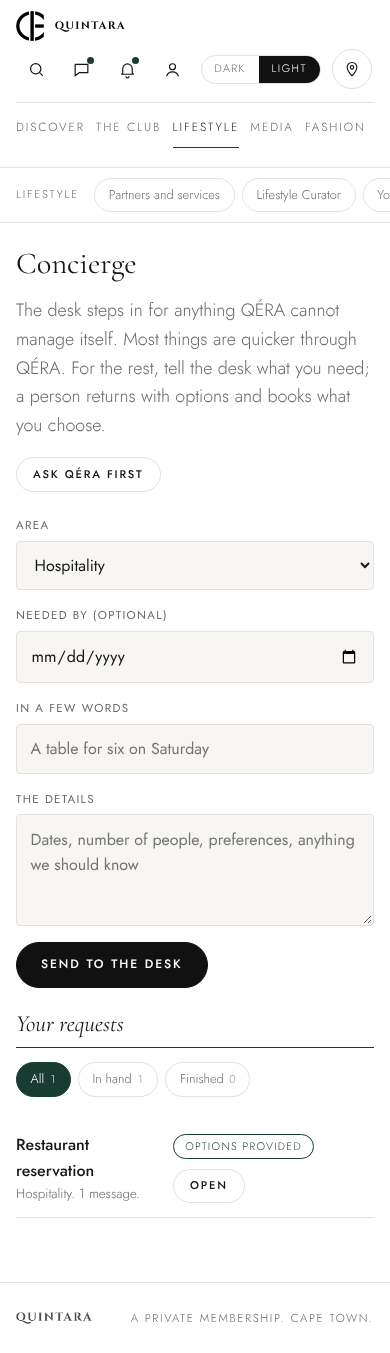 QUINTARA
DARK LIGHT
DISCOVER THE CLUB LIFESTYLE MEDIA FASHION
LIFESTYLE Partners and services Lifestyle Curator Yo
Concierge
The desk steps in for anything QÉRA cannot
manage itself. Most things are quicker through
QÉRA. For the rest, tell the desk what you need;
a person returns with options and books what
you choose.
ASK QÉRA FIRST
AREA
Hospitality
NEEDED BY (OPTIONAL)
mm/dd/yyyy
IN A FEW WORDS
A table for six on Saturday
THE DETAILS
Dates, number of people, preferences, anything
we should know
SEND TO THE DESK
Your requests
All 1 In hand 1 Finished 0
Restaurant
reservation
Hospitality. 1 message.
OPTIONS PROVIDED
OPEN
QUINTARA A PRIVATE MEMBERSHIP. CAPE TOWN.